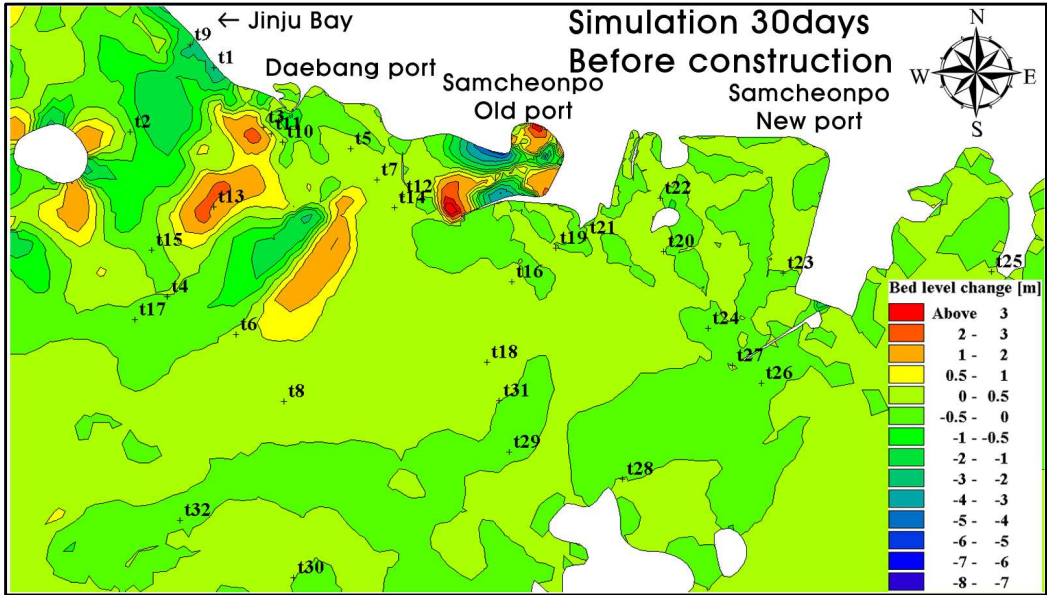 ← Jinju Bay
Simulation 30days
Before construction
Daebang port
Samcheonpo
Old port
Samcheonpo
New port
N
W E
S
t9
t1
t2
t3
t11
t10
t5
t7
t12
t14
t13
t15
t4
t17
t6
t8
t22
t21
t19
t20
t16
t23
t25
t24
t27
t26
t18
t31
t29
t28
t32
t30
Bed level change [m]
Above 3
2 - 3
1 - 2
0.5 - 1
0 - 0.5
-0.5 - 0
-1 - -0.5
-2 - -1
-3 - -2
-4 - -3
-5 - -4
-6 - -5
-7 - -6
-8 - -7